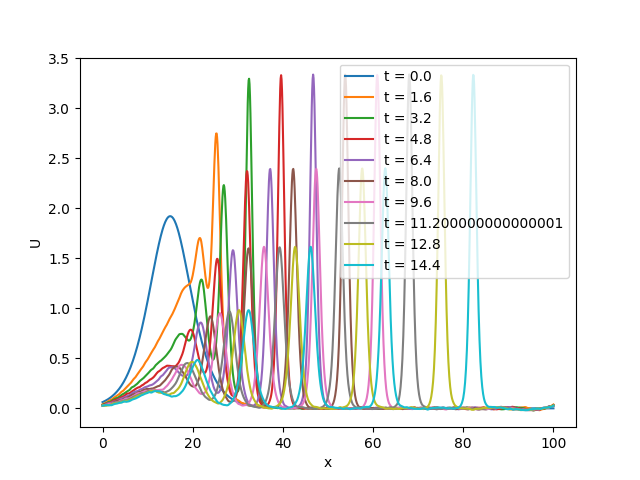 3.5
3.0
2.5
2.0
1.5
1.0
0.5
0.0
U
0 20 40 60 80 100
x
t = 0.0
t = 1.6
t = 3.2
t = 4.8
t = 6.4
t = 8.0
t = 9.6
t = 11.200000000000001
t = 12.8
t = 14.4